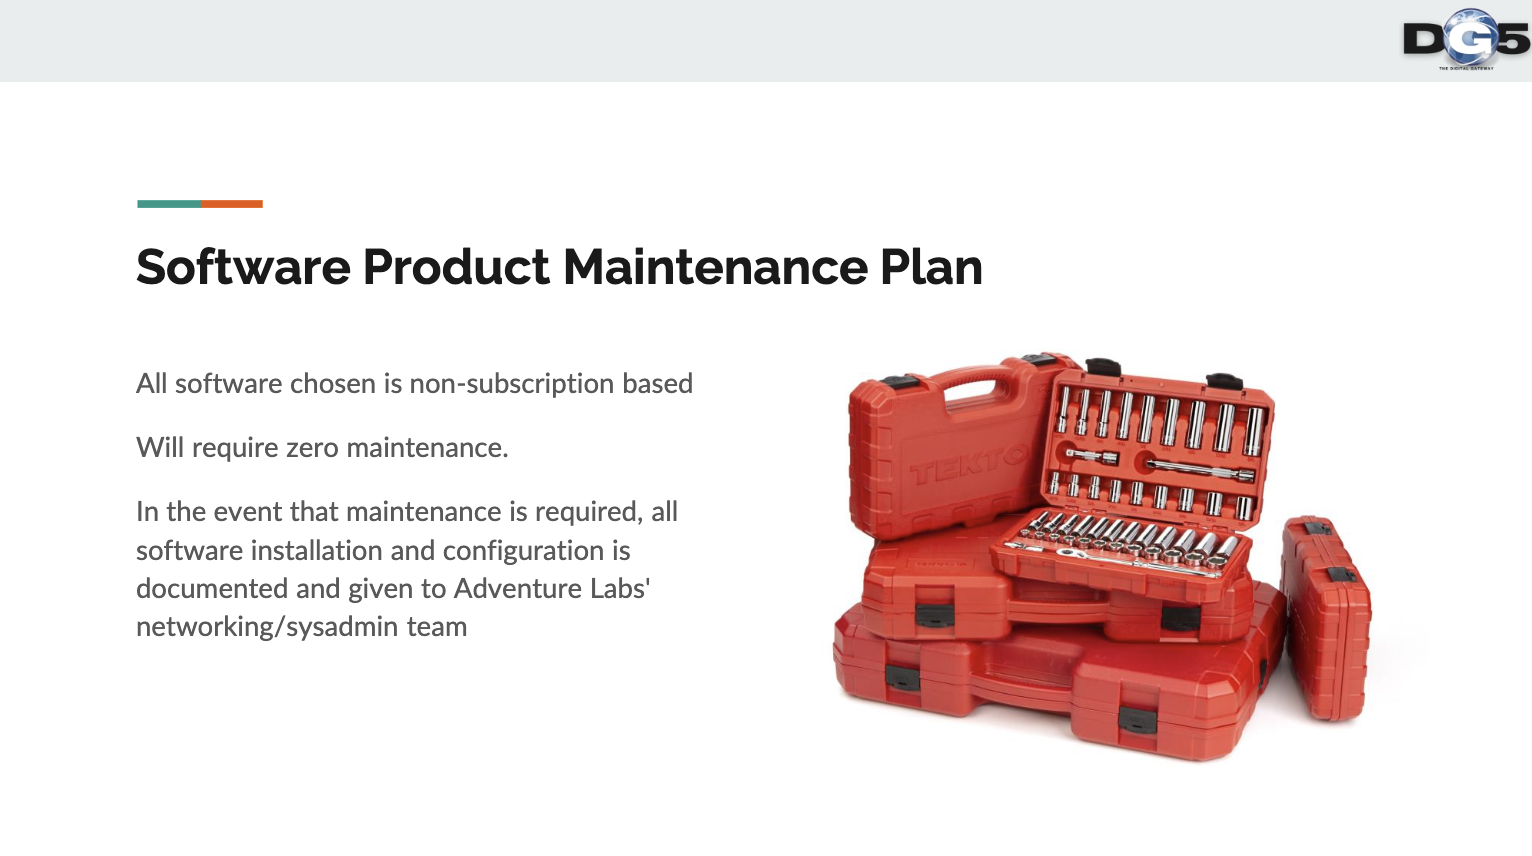 DG5
THE DIGITAL GATEWAY
Software Product Maintenance Plan
All software chosen is non-subscription based
Will require zero maintenance.
In the event that maintenance is required, all
software installation and configuration is
documented and given to Adventure Labs'
networking/sysadmin team
TEKTO